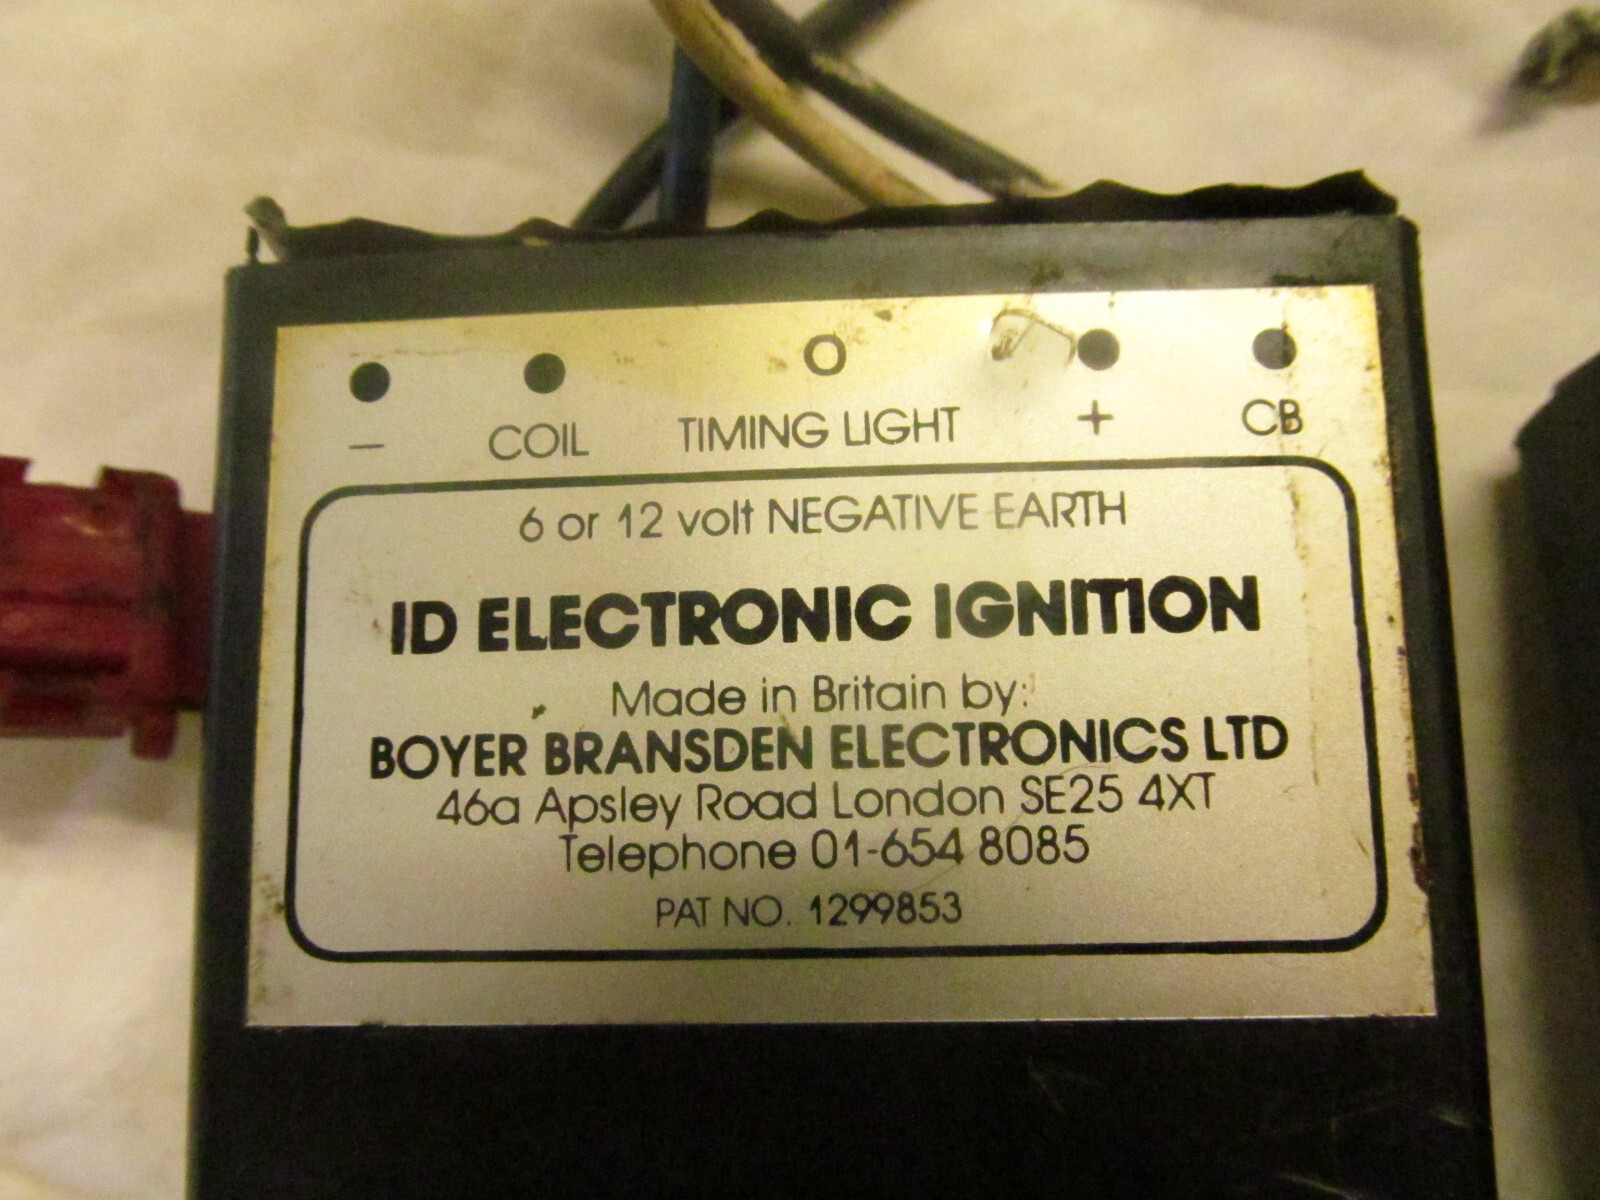 − COIL TIMING LIGHT + CB
6 or 12 volt NEGATIVE EARTH
ID ELECTRONIC IGNITION
Made in Britain by:
BOYER BRANSDEN ELECTRONICS LTD
46a Apsley Road London SE25 4XT
Telephone 01-654 8085
PAT NO. 1299853